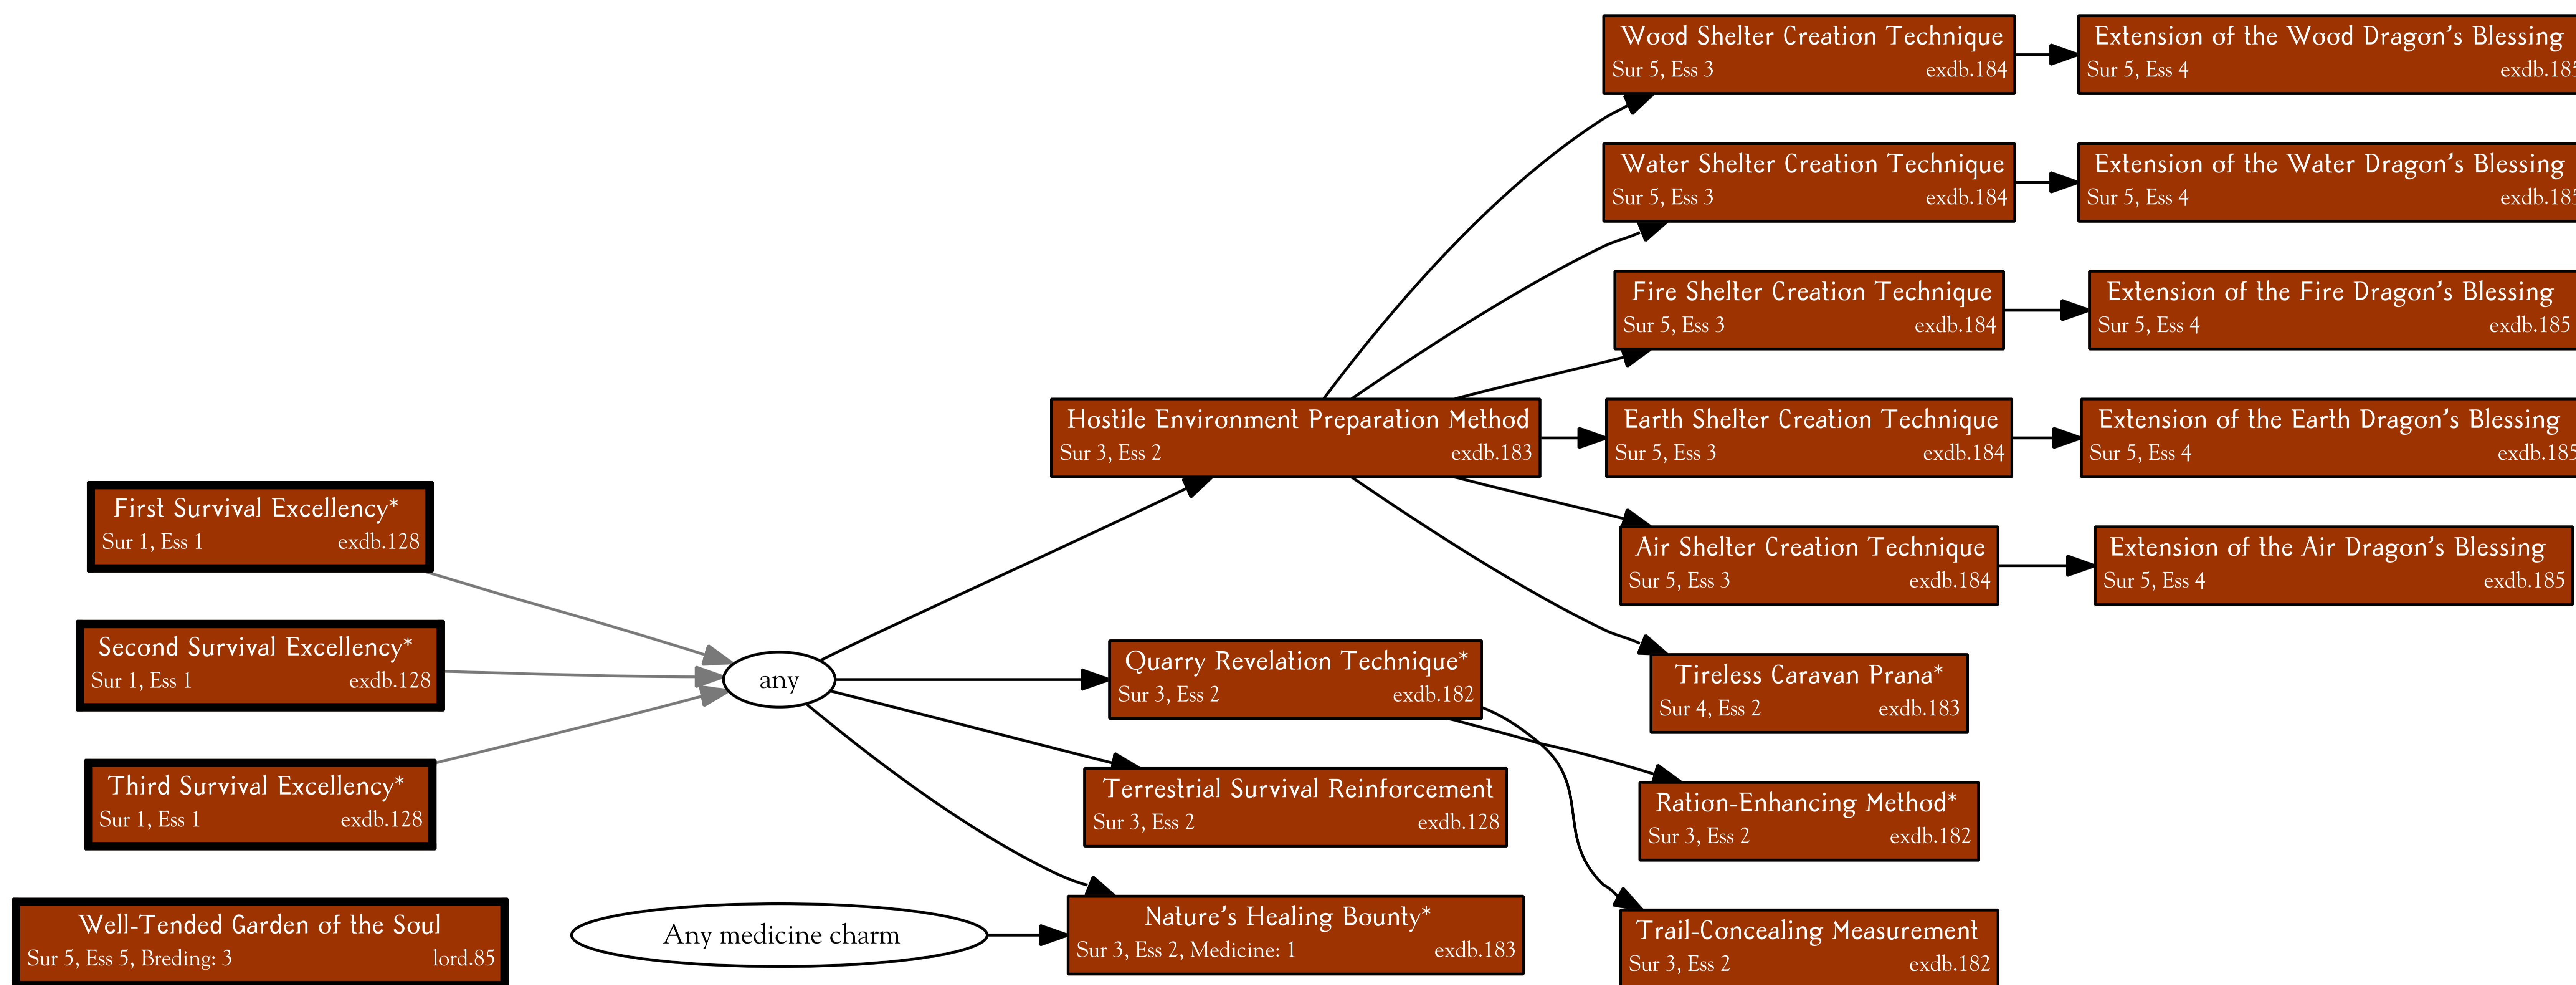 Wood Shelter Creation Technique
Sur 5, Ess 3 exdb.184
Extension of the Wood Dragon's Blessing
Sur 5, Ess 4 exdb.185
Water Shelter Creation Technique
Sur 5, Ess 3 exdb.184
Extension of the Water Dragon's Blessing
Sur 5, Ess 4 exdb.185
Fire Shelter Creation Technique
Sur 5, Ess 3 exdb.184
Extension of the Fire Dragon's Blessing
Sur 5, Ess 4 exdb.185
Hostile Environment Preparation Method
Sur 3, Ess 2 exdb.183
Earth Shelter Creation Technique
Sur 5, Ess 3 exdb.184
Extension of the Earth Dragon's Blessing
Sur 5, Ess 4 exdb.185
First Survival Excellency*
Sur 1, Ess 1 exdb.128
Air Shelter Creation Technique
Sur 5, Ess 3 exdb.184
Extension of the Air Dragon's Blessing
Sur 5, Ess 4 exdb.185
Second Survival Excellency*
Sur 1, Ess 1 exdb.128
any
Quarry Revelation Technique*
Sur 3, Ess 2 exdb.182
Tireless Caravan Prana*
Sur 4, Ess 2 exdb.183
Third Survival Excellency*
Sur 1, Ess 1 exdb.128
Terrestrial Survival Reinforcement
Sur 3, Ess 2 exdb.128
Ration-Enhancing Method*
Sur 3, Ess 2 exdb.182
Well-Tended Garden of the Soul
Sur 5, Ess 5, Breding: 3 lord.85
Any medicine charm
Nature's Healing Bounty*
Sur 3, Ess 2, Medicine: 1 exdb.183
Trail-Concealing Measurement
Sur 3, Ess 2 exdb.182